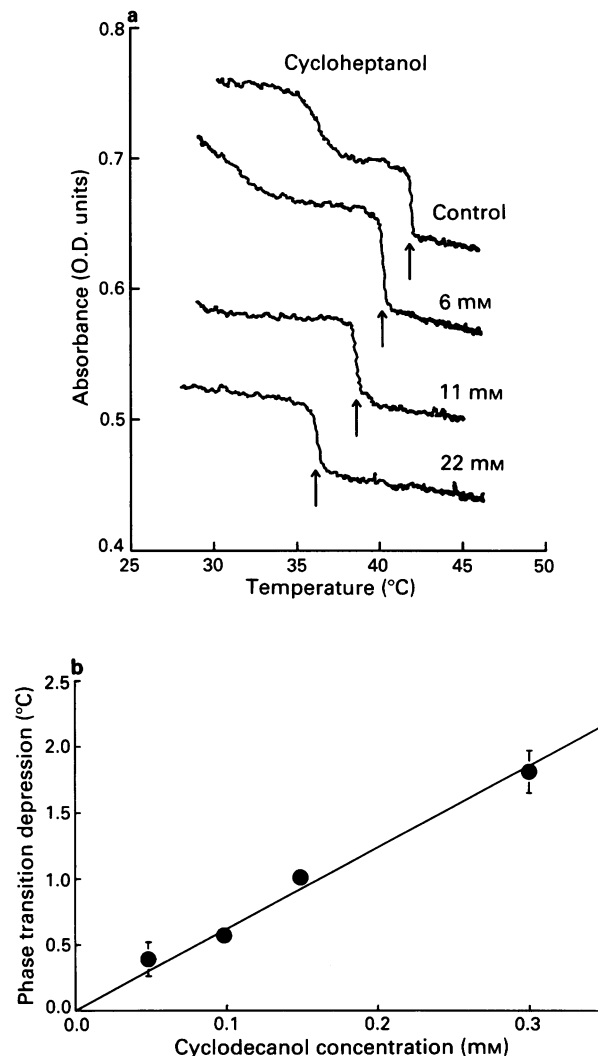 a
0.8
Cycloheptanol
0.7
Control
Absorbance (O.D. units)
0.6
6 mM
0.5
11 mM
22 mM
0.4
25 30 35 40 45 50
Temperature (°C)
b
2.5
Phase transition depression (°C)
2.0
1.5
1.0
0.5
0.0
0.0 0.1 0.2 0.3
Cyclodecanol concentration (mM)